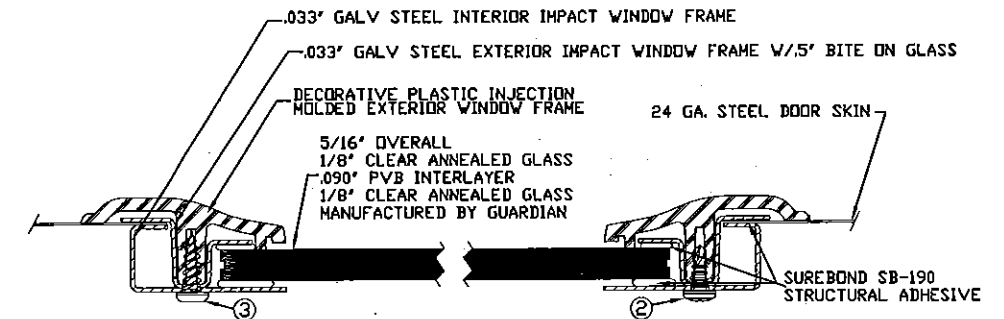 .033" GALV STEEL INTERIOR IMPACT WINDOW FRAME
.033" GALV STEEL EXTERIOR IMPACT WINDOW FRAME W/.5" BITE ON GLASS
DECORATIVE PLASTIC INJECTION
MOLDED EXTERIOR WINDOW FRAME
24 GA. STEEL DOOR SKIN
5/16" OVERALL
1/8" CLEAR ANNEALED GLASS
.090" PVB INTERLAYER
1/8" CLEAR ANNEALED GLASS
MANUFACTURED BY GUARDIAN
SUREBOND SB-190
STRUCTURAL ADHESIVE
3
2